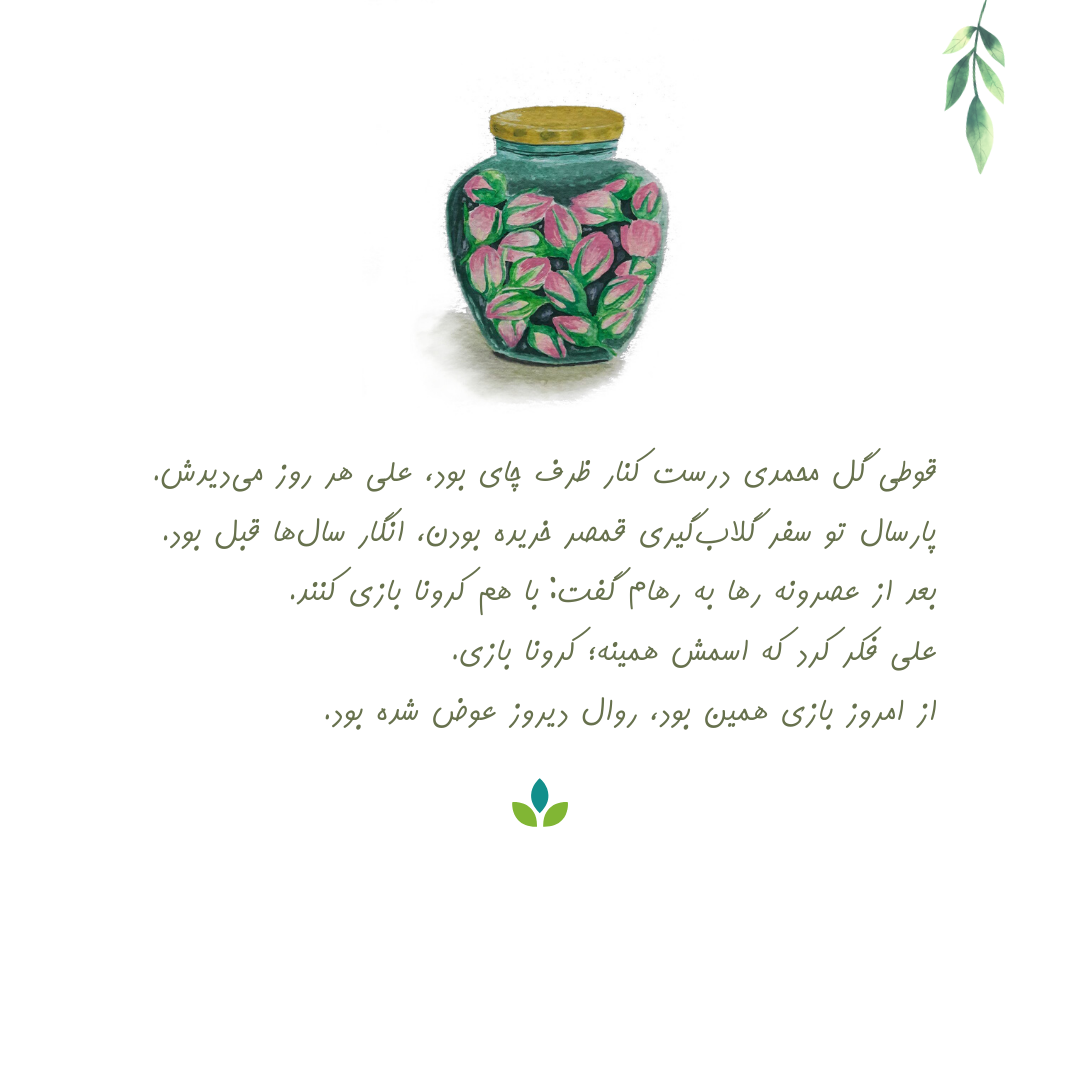 قوطی گل محمدی درست کنار ظرف چای بود، علی هر روز می‌دیدش.
پارسال تو سفر گلاب‌گیری قمصر خریده بودن، انگار سال‌ها قبل بود.
بعد از عصرونه رها به رهام گفت: با هم کرونا بازی کنند.
علی فکر کرد که اسمش همینه؛ کرونا بازی.
از امروز بازی همین بود، روال دیروز عوض شده بود.